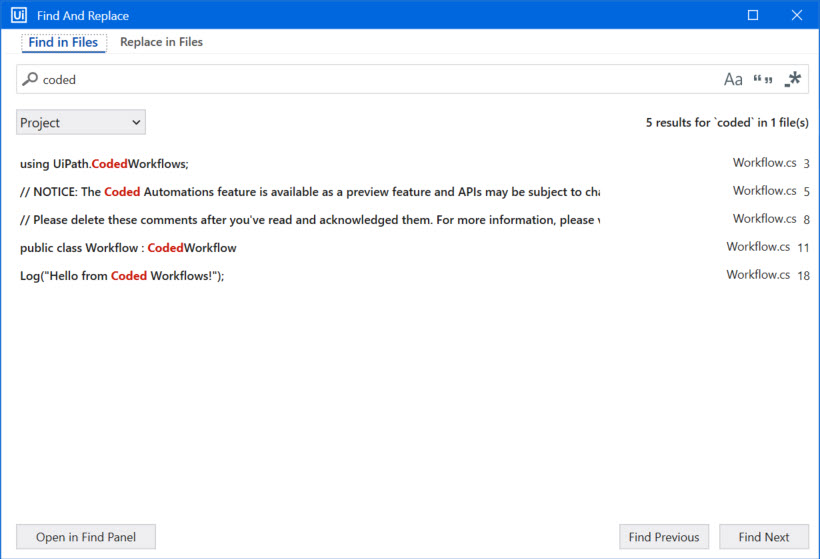 Ui Find And Replace
Find in Files Replace in Files
coded Aa “ ” .*
Project 5 results for `coded` in 1 file(s)
using UiPath.CodedWorkflows; Workflow.cs 3
// NOTICE: The Coded Automations feature is available as a preview feature and APIs may be subject to cha Workflow.cs 5
// Please delete these comments after you've read and acknowledged them. For more information, please v Workflow.cs 8
public class Workflow : CodedWorkflow Workflow.cs 11
Log("Hello from Coded Workflows!"); Workflow.cs 18
Open in Find Panel Find Previous Find Next